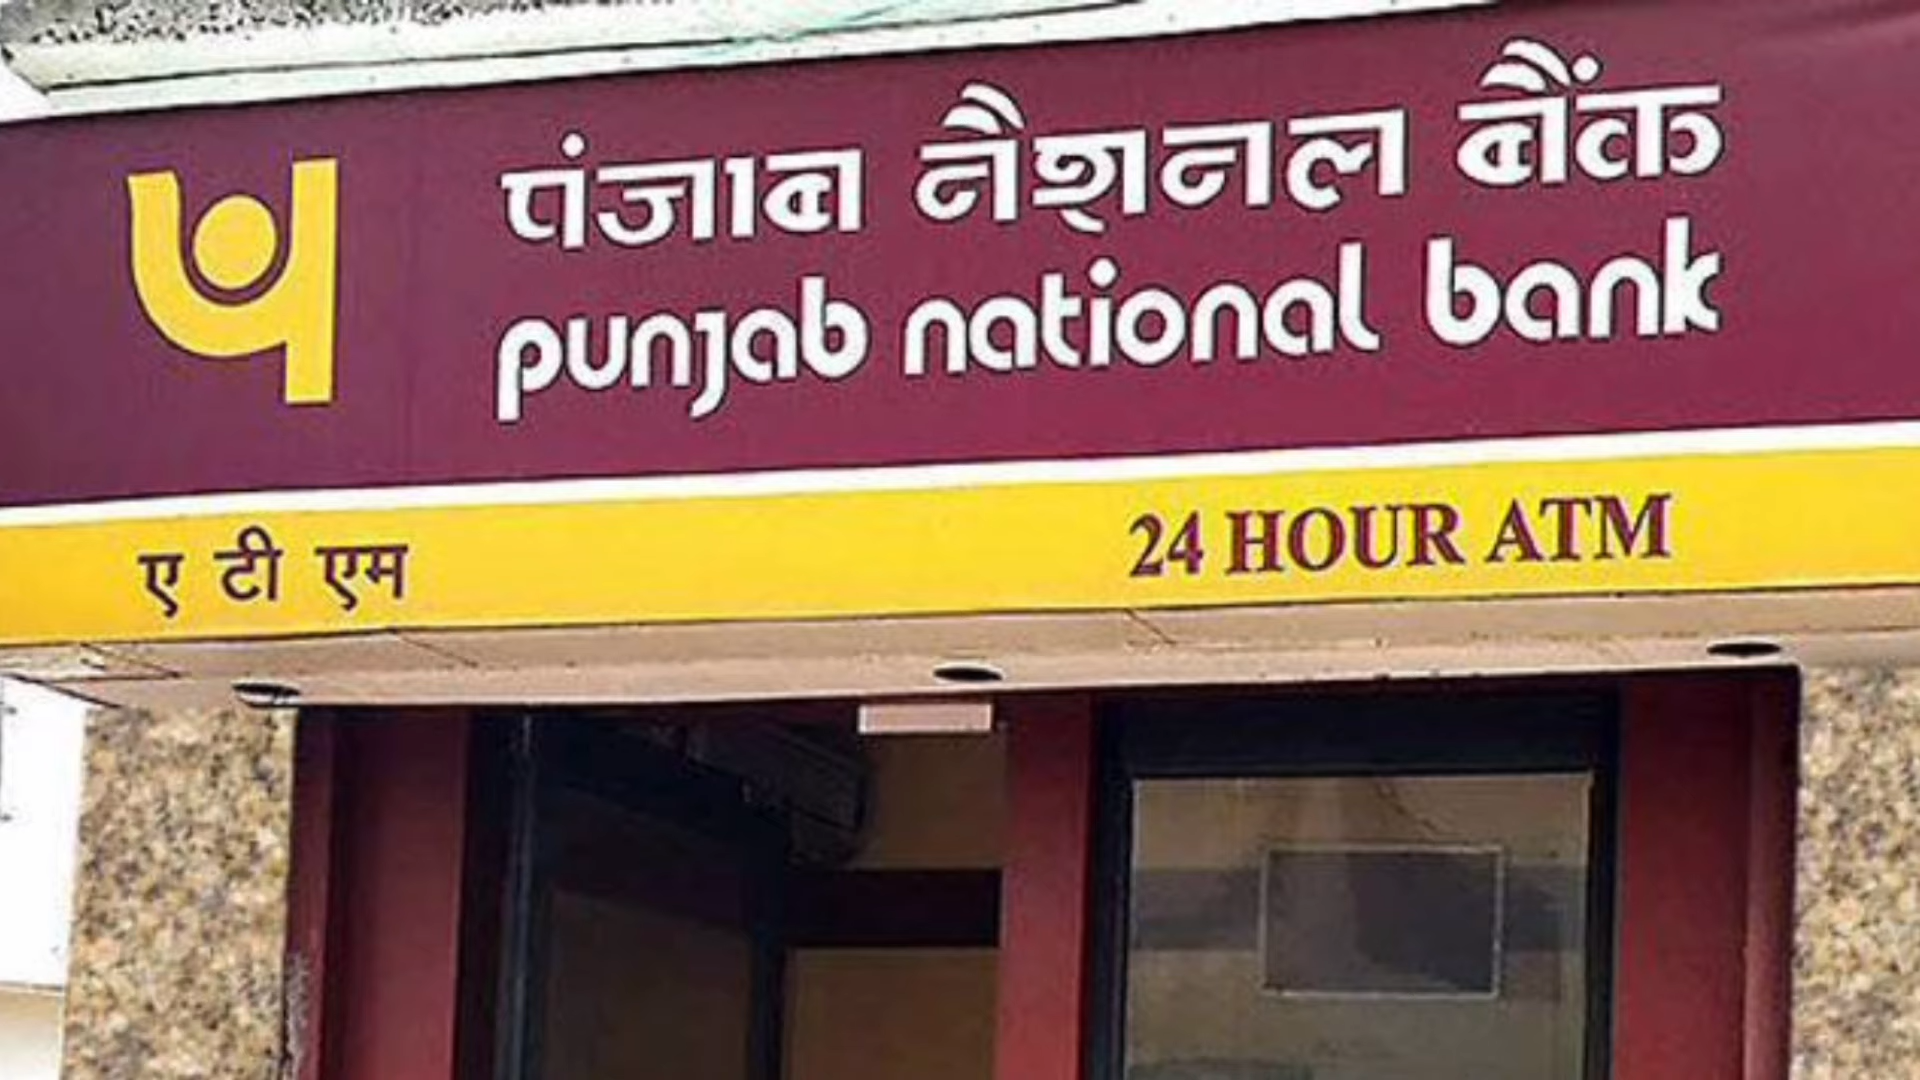 पंजाब नैशनल बैंक
punjab national bank
ए टी एम
24 HOUR ATM